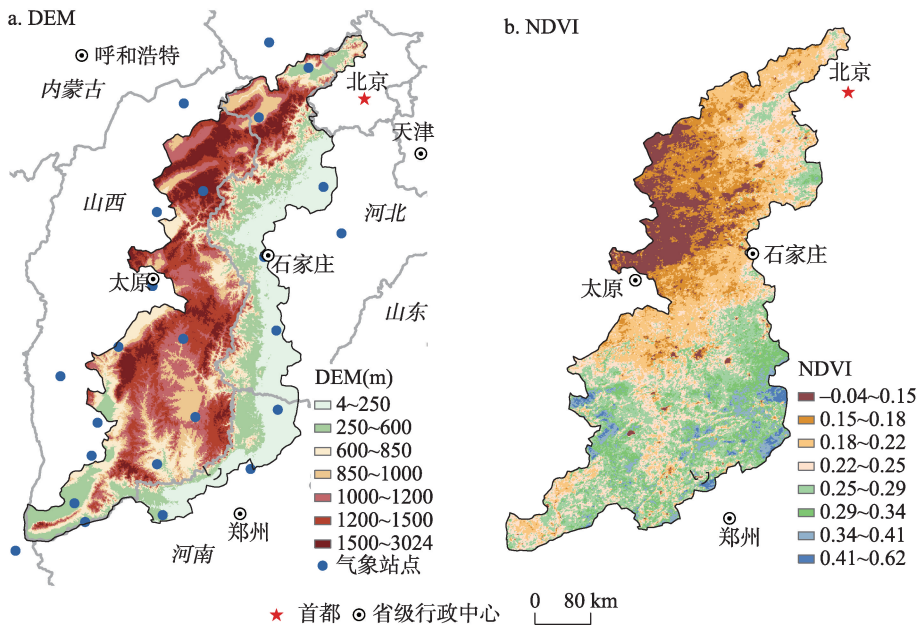 a. DEM
呼和浩特
内蒙古
北京
天津
山西
河北
石家庄
太原
山东
DEM(m)
4~250
250~600
600~850
850~1000
1000~1200
1200~1500
1500~3024
气象站点
郑州
河南
b. NDVI
北京
石家庄
太原
NDVI
−0.04~0.15
0.15~0.18
0.18~0.22
0.22~0.25
0.25~0.29
0.29~0.34
0.34~0.41
0.41~0.62
郑州
首都 省级行政中心
0 80 km